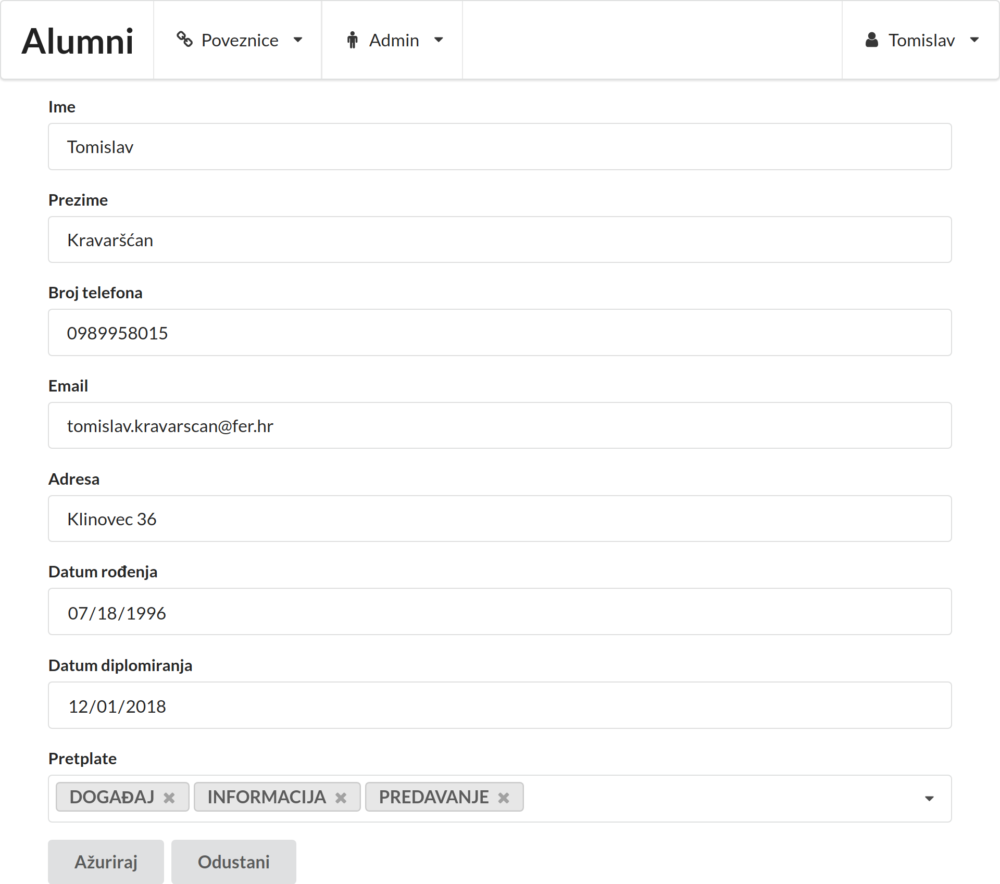 Alumni Poveznice Admin Tomislav
Ime
Tomislav
Prezime
Kravaršćan
Broj telefona
0989958015
Email
tomislav.kravarscan@fer.hr
Adresa
Klinovec 36
Datum rođenja
07/18/1996
Datum diplomiranja
12/01/2018
Pretplate
DOGAĐAJ INFORMACIJA PREDAVANJE
Ažuriraj Odustani